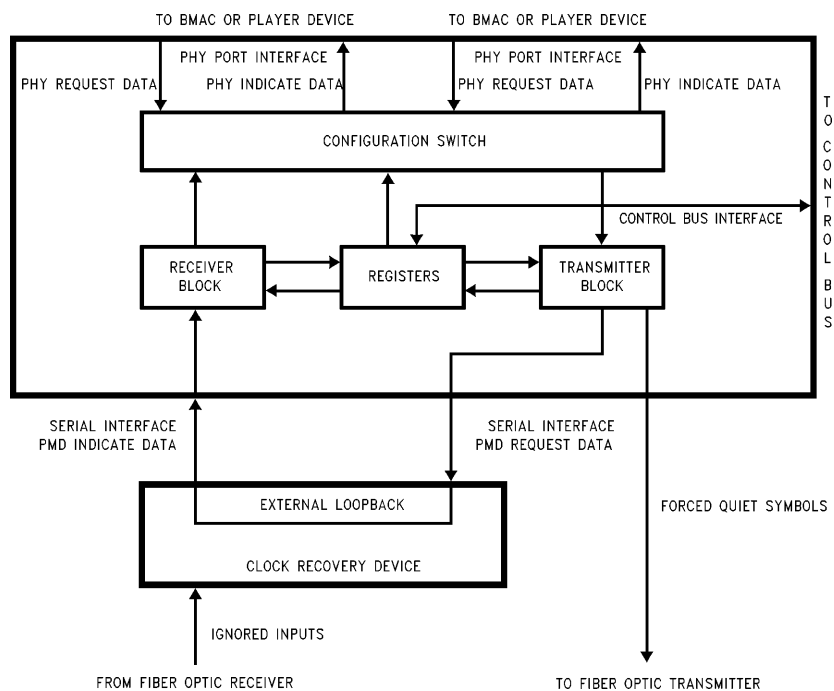 TO BMAC OR PLAYER DEVICE
TO BMAC OR PLAYER DEVICE
PHY PORT INTERFACE
PHY PORT INTERFACE
PHY REQUEST DATA
PHY INDICATE DATA
PHY REQUEST DATA
PHY INDICATE DATA
CONFIGURATION SWITCH
TO CONTROL BUS
CONTROL BUS INTERFACE
RECEIVER
BLOCK
REGISTERS
TRANSMITTER
BLOCK
SERIAL INTERFACE
PMD INDICATE DATA
SERIAL INTERFACE
PMD REQUEST DATA
EXTERNAL LOOPBACK
FORCED QUIET SYMBOLS
CLOCK RECOVERY DEVICE
IGNORED INPUTS
FROM FIBER OPTIC RECEIVER
TO FIBER OPTIC TRANSMITTER